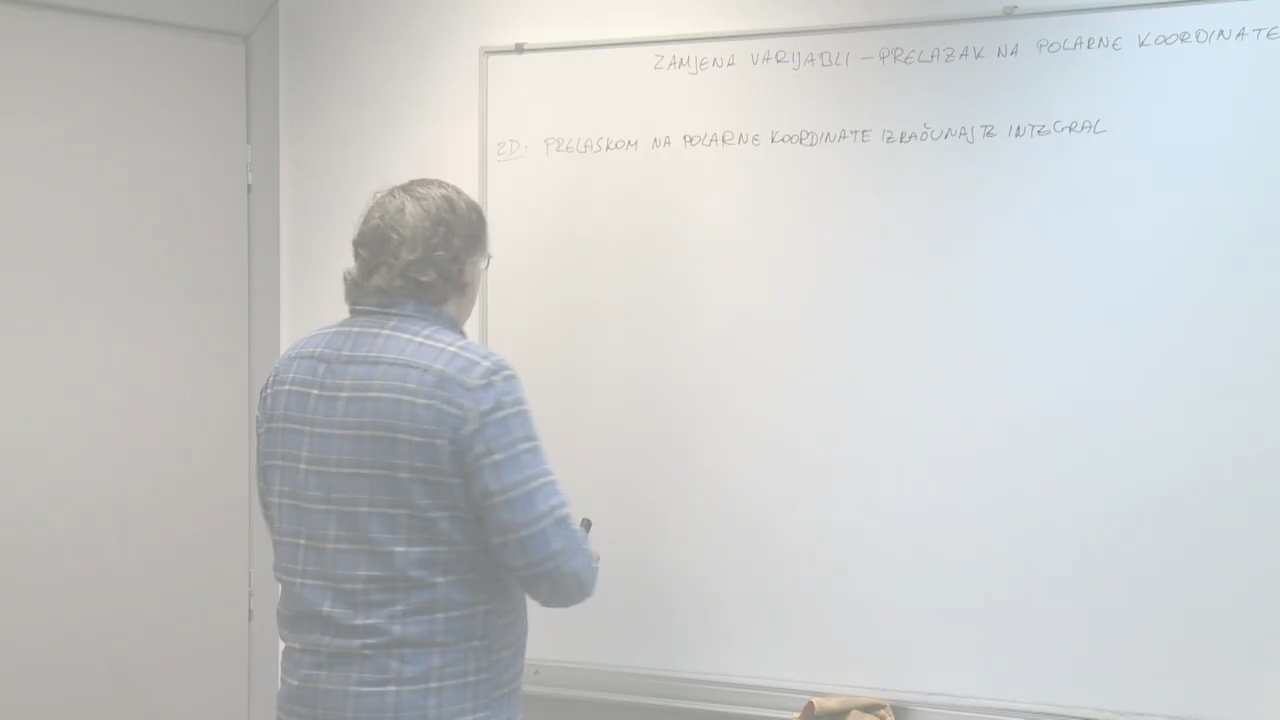 ZAMJENA VARIJABLI – PRELAZAK NA POLARNE KOORDINATE
ZD: PRELASKOM NA POLARNE KOORDINATE IZRAČUNAJTE INTEGRAL